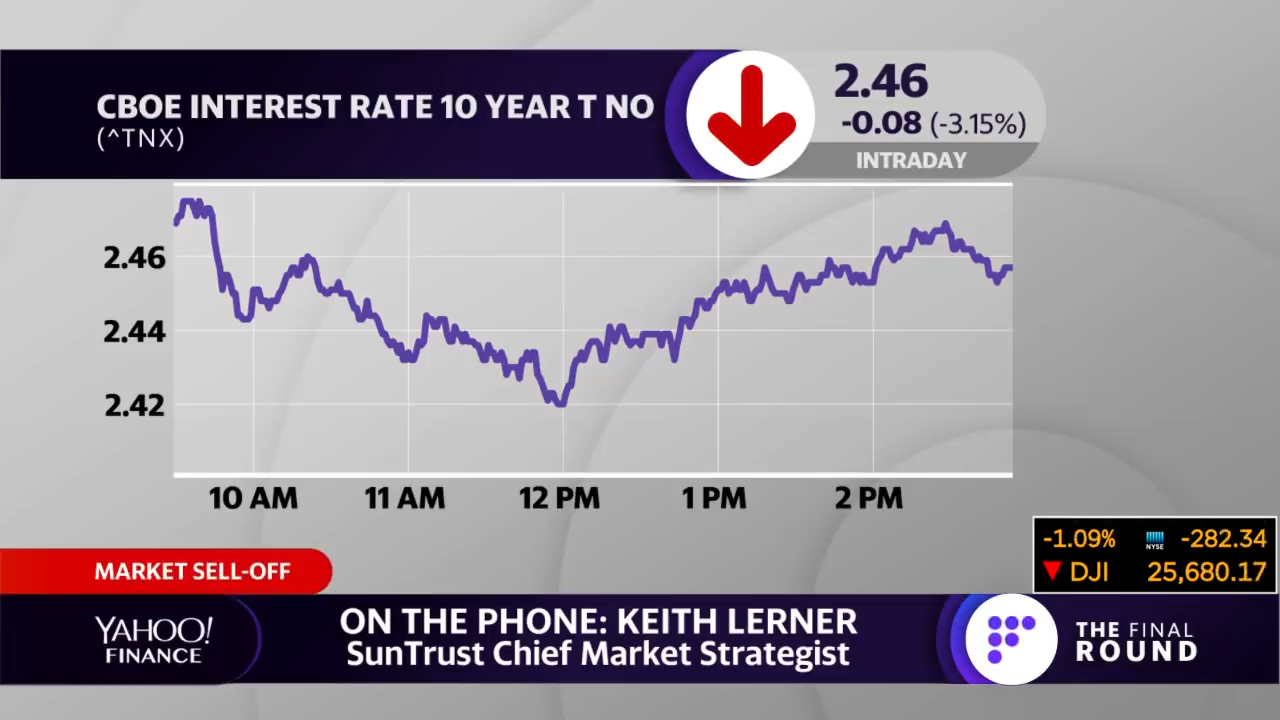 CBOE INTEREST RATE 10 YEAR T NO
(^TNX)
2.46
-0.08 (-3.15%)
INTRADAY
2.46
2.44
2.42
10 AM 11 AM 12 PM 1 PM 2 PM
-1.09% NYSE -282.34
DJI 25,680.17
MARKET SELL-OFF
YAHOO!
FINANCE
ON THE PHONE: KEITH LERNER
SunTrust Chief Market Strategist
THE FINAL
ROUND